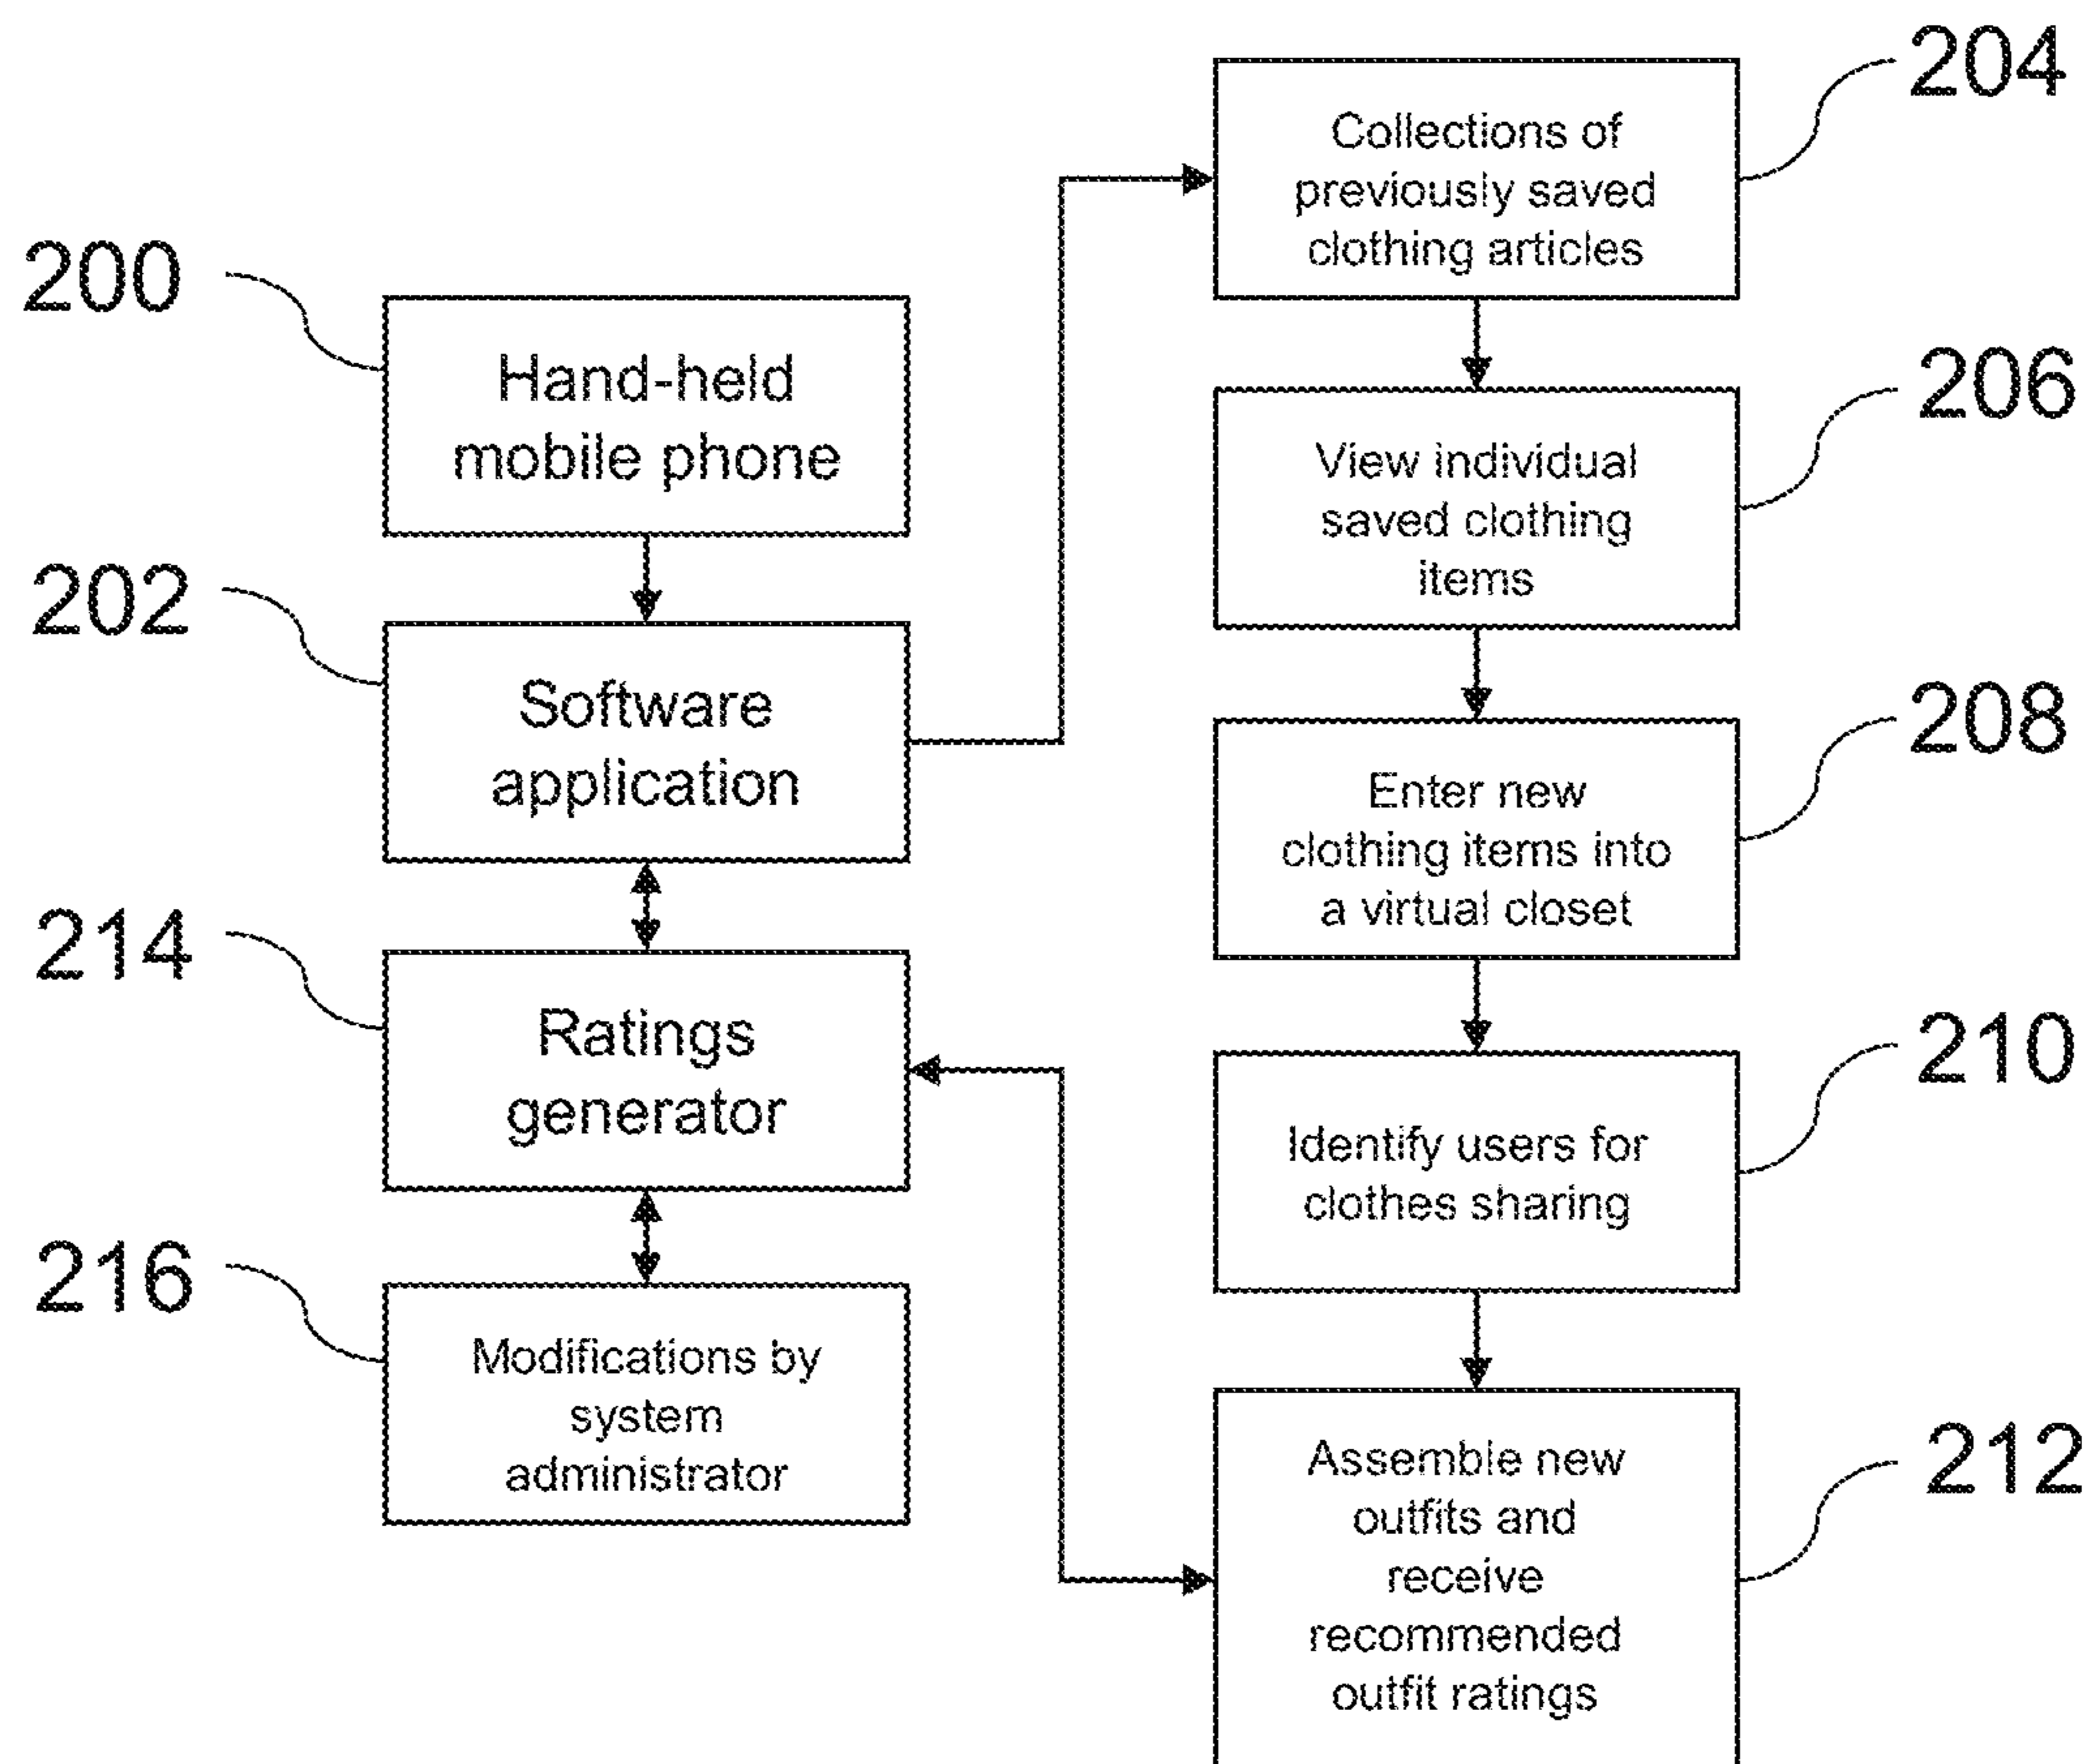 200
Hand-held
mobile phone
202
Software
application
214
Ratings
generator
216
Modifications by
system
administrator
204
Collections of
previously saved
clothing articles
206
View individual
saved clothing
items
208
Enter new
clothing items into
a virtual closet
210
Identify users for
clothes sharing
212
Assemble new
outfits and
receive
recommended
outfit ratings